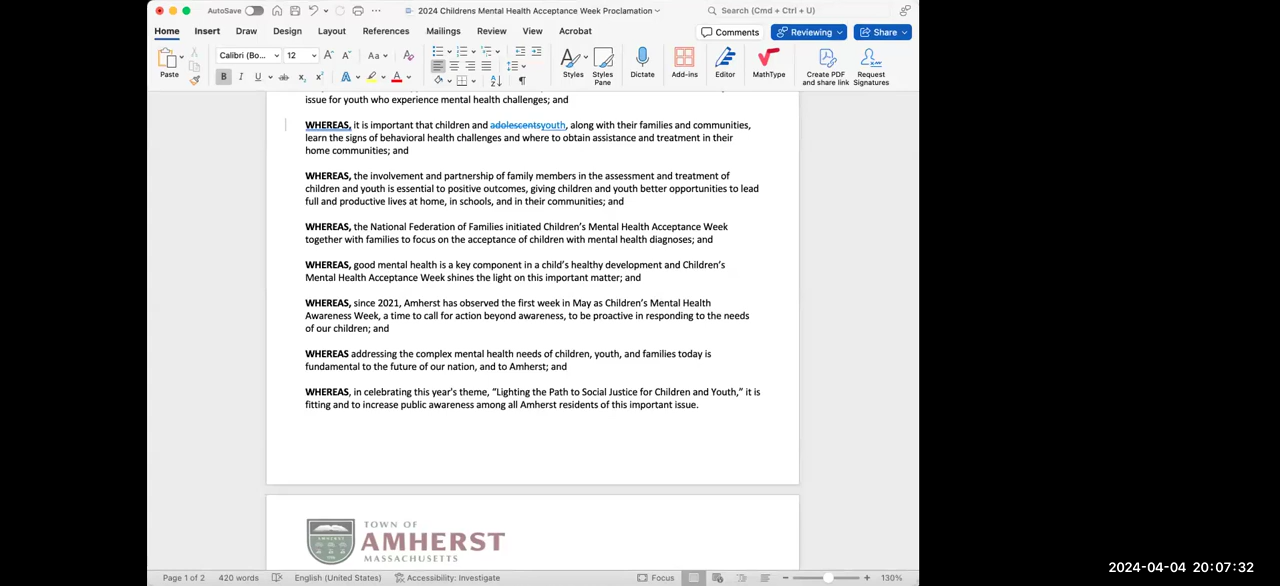 AutoSave
2024 Childrens Mental Health Acceptance Week Proclamation
Search (Cmd + Ctrl + U)
Home Insert Draw Design Layout References Mailings Review View Acrobat
Comments Reviewing Share
Calibri (Bo... 12
Paste
Styles
Styles Pane
Dictate
Add-ins
Editor
MathType
Create PDF and share link
Request Signatures
issue for youth who experience mental health challenges; and
WHEREAS, it is important that children and adolescentsyouth, along with their families and communities,
learn the signs of behavioral health challenges and where to obtain assistance and treatment in their
home communities; and
WHEREAS, the involvement and partnership of family members in the assessment and treatment of
children and youth is essential to positive outcomes, giving children and youth better opportunities to lead
full and productive lives at home, in schools, and in their communities; and
WHEREAS, the National Federation of Families initiated Children's Mental Health Acceptance Week
together with families to focus on the acceptance of children with mental health diagnoses; and
WHEREAS, good mental health is a key component in a child's healthy development and Children's
Mental Health Acceptance Week shines the light on this important matter; and
WHEREAS, since 2021, Amherst has observed the first week in May as Children's Mental Health
Awareness Week, a time to call for action beyond awareness, to be proactive in responding to the needs
of our children; and
WHEREAS addressing the complex mental health needs of children, youth, and families today is
fundamental to the future of our nation, and to Amherst; and
WHEREAS, in celebrating this year's theme, "Lighting the Path to Social Justice for Children and Youth," it is
fitting and to increase public awareness among all Amherst residents of this important issue.
TOWN OF
AMHERST
MASSACHUSETTS
Page 1 of 2 420 words English (United States) Accessibility: Investigate Focus 130%
2024-04-04 20:07:32